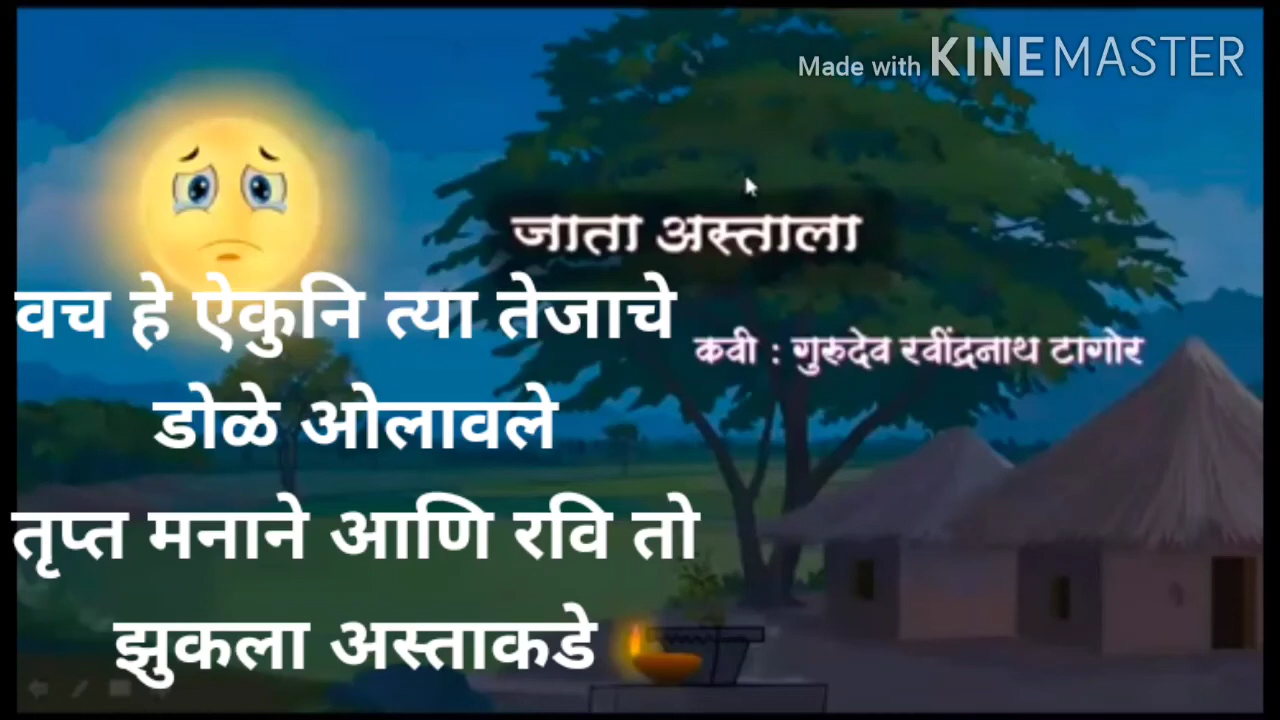 Made with KINEMASTER
जाता अस्ताला
कवी : गुरुदेव रवींद्रनाथ टागोर
वच हे ऐकुनि त्या तेजाचे
डोळे ओलावले
तृप्त मनाने आणि रवि तो
झुकला अस्ताकडे